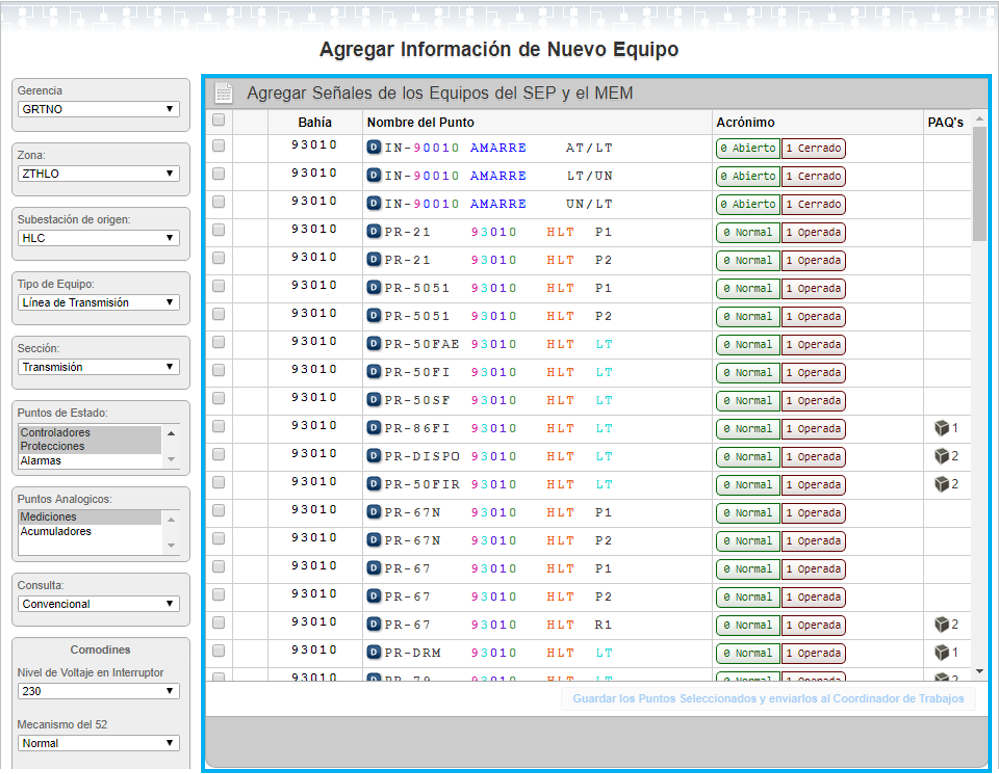 Agregar Información de Nuevo Equipo
Gerencia
GRTNO
Zona:
ZTHLO
Subestación de origen:
HLC
Tipo de Equipo:
Línea de Transmisión
Sección:
Transmisión
Puntos de Estado:
Controladores
Protecciones
Alarmas
Puntos Analogicos:
Mediciones
Acumuladores
Consulta:
Convencional
Comodines
Nivel de Voltaje en Interruptor
230
Mecanismo del 52
Normal
Agregar Señales de los Equipos del SEP y el MEM
Bahía Nombre del Punto Acrónimo PAQ's
93010 D IN-90010 AMARRE AT/LT 0 Abierto 1 Cerrado
93010 D IN-90010 AMARRE LT/UN 0 Abierto 1 Cerrado
93010 D IN-90010 AMARRE UN/LT 0 Abierto 1 Cerrado
93010 D PR-21 93010 HLT P1 0 Normal 1 Operada
93010 D PR-21 93010 HLT P2 0 Normal 1 Operada
93010 D PR-5051 93010 HLT P1 0 Normal 1 Operada
93010 D PR-5051 93010 HLT P2 0 Normal 1 Operada
93010 D PR-50FAE 93010 HLT LT 0 Normal 1 Operada
93010 D PR-50FI 93010 HLT LT 0 Normal 1 Operada
93010 D PR-50SF 93010 HLT LT 0 Normal 1 Operada
93010 D PR-86FI 93010 HLT LT 0 Normal 1 Operada 1
93010 D PR-DISPO 93010 HLT LT 0 Normal 1 Operada 2
93010 D PR-50FIR 93010 HLT LT 0 Normal 1 Operada 2
93010 D PR-67N 93010 HLT P1 0 Normal 1 Operada
93010 D PR-67N 93010 HLT P2 0 Normal 1 Operada
93010 D PR-67 93010 HLT P1 0 Normal 1 Operada
93010 D PR-67 93010 HLT P2 0 Normal 1 Operada
93010 D PR-67 93010 HLT R1 0 Normal 1 Operada 2
93010 D PR-DRM 93010 HLT LT 0 Normal 1 Operada 1
93010 D PR-79 93010 HLT LT 0 Normal 1 Operada 2
Guardar los Puntos Seleccionados y enviarlos al Coordinador de Trabajos